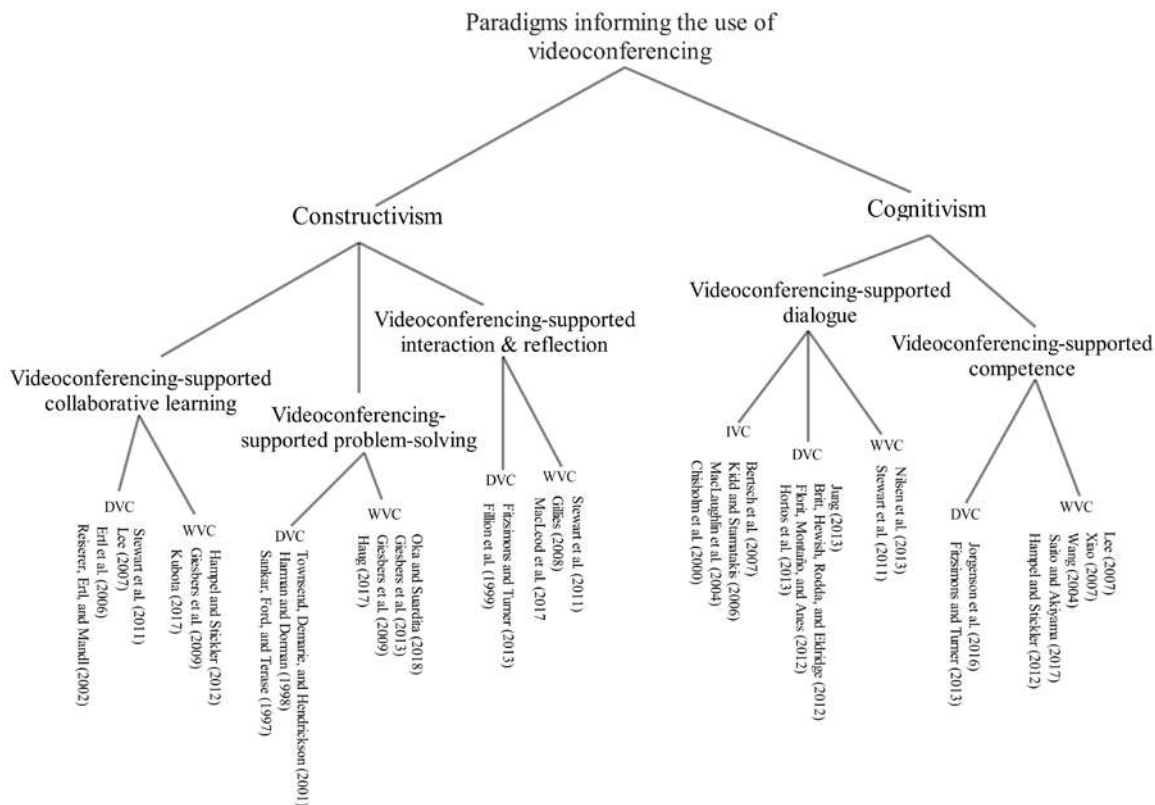 Paradigms informing the use of
videoconferencing
Constructivism
Cognitivism
Videoconferencing-supported
collaborative learning
Videoconferencing-
supported problem-solving
Videoconferencing-supported
interaction & reflection
Videoconferencing-supported
dialogue
Videoconferencing-supported
competence
DVC
Stewart et al. (2011)
Lee (2007)
Ertl et al. (2006)
Reiserer, Ertl, and Mandl (2002)
WVC
Hampel and Stickler (2012)
Giesbers et al. (2009)
Kubota (2017)
DVC
Townsend, Demarie, and Hendrickson (2001)
Harman and Dorman (1998)
Sankar, Ford, and Terase (1997)
WVC
Oka and Suardita (2018)
Giesbers et al. (2013)
Giesbers et al. (2009)
Haug (2017)
DVC
Fitzsimons and Turner (2013)
Fillion et al. (1999)
WVC
Stewart et al. (2011)
Gillies (2008)
MacLeod et al. (2017
IVC
Bertsch et al. (2007)
Kidd and Stamatakis (2006)
MacLaughlin et al. (2004)
Chisholm et al. (2000)
DVC
Jung (2013)
Britt, Hewish, Rodda, and Eldridge (2012)
Florit, Montaño, and Anes (2012)
Hortos et al. (2013)
WVC
Nilsen et al. (2013)
Stewart et al. (2011)
DVC
Jorgenson et al. (2016)
Fitzsimons and Turner (2013)
WVC
Lee (2007)
Xiao (2007)
Wang (2004)
Saito and Akiyama (2017)
Hampel and Stickler (2012)